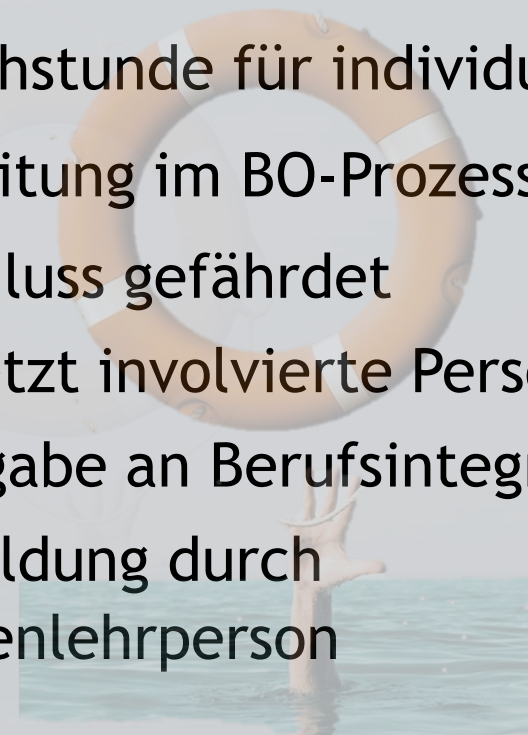 hstunde für individu
itung im BO-Prozess
luss gefährdet
tzt involvierte Pers
gabe an Berufsintegr
ldung durch
enlehrperson